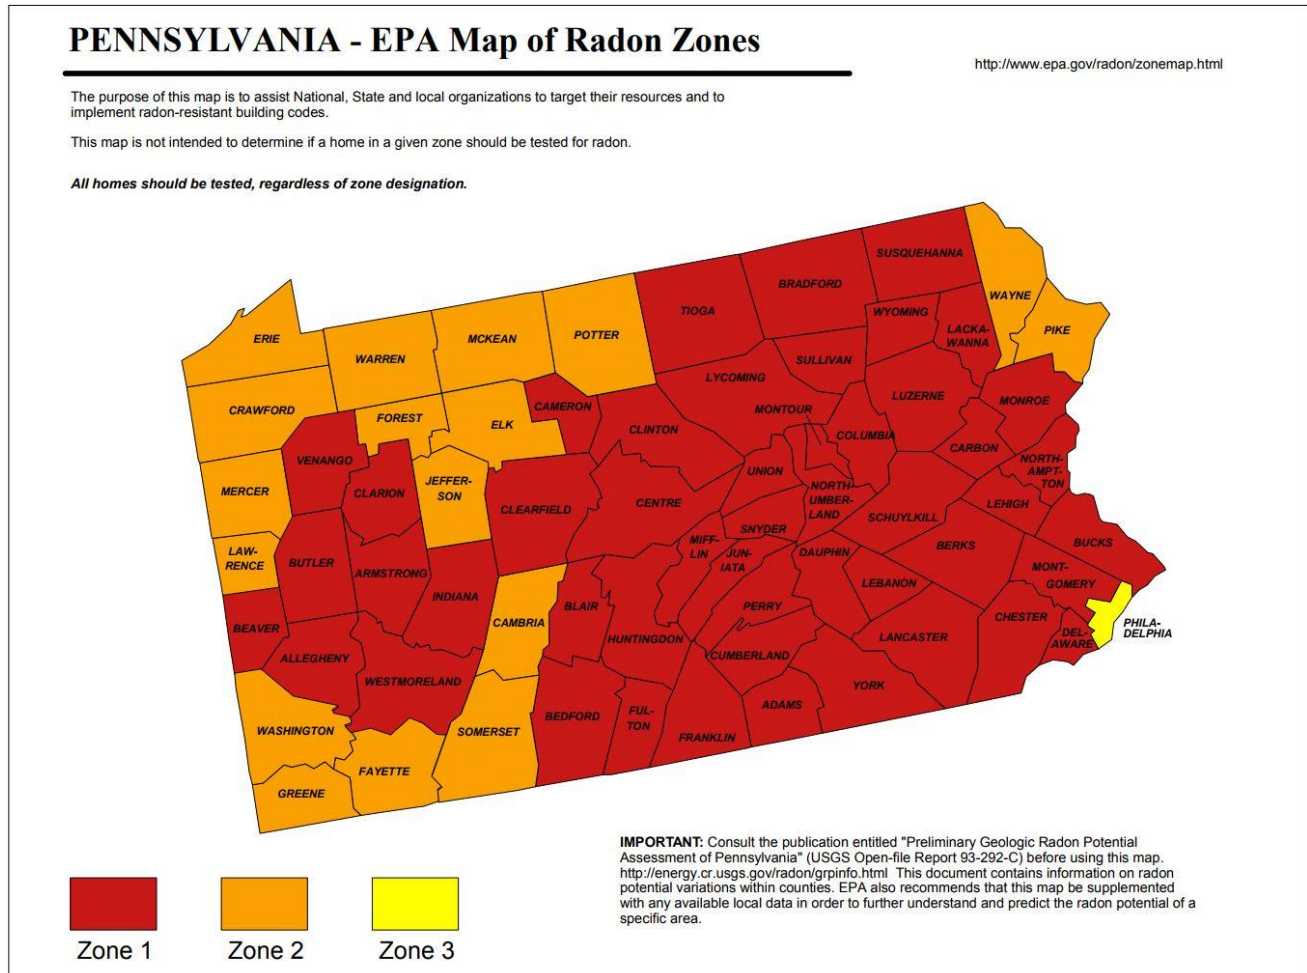 PENNSYLVANIA - EPA Map of Radon Zones
http://www.epa.gov/radon/zonemap.html
The purpose of this map is to assist National, State and local organizations to target their resources and to
implement radon-resistant building codes.
This map is not intended to determine if a home in a given zone should be tested for radon.
All homes should be tested, regardless of zone designation.
SUSQUEHANNA
BRADFORD
TIOGA
WAYNE
WYOMING
PIKE
LACKA-
WANNA
POTTER
MCKEAN
ERIE
WARREN
SULLIVAN
LYCOMING
LUZERNE
MONROE
CAMERON
CRAWFORD
FOREST
ELK
MONTOUR
CLINTON
COLUMBIA
CARBON
VENANGO
NORTH-
AMPT-
TON
UNION
JEFFER-
SON
CLARION
MERCER
NORTH-
UMBER-
LAND
CENTRE
LEHIGH
CLEARFIELD
SCHUYLKILL
SNYDER
MIFF-
LIN
JUN-
IATA
DAUPHIN
BERKS
BUCKS
LAW-
RENCE
BUTLER
ARMSTRONG
MONT-
GOMERY
LEBANON
INDIANA
BLAIR
PERRY
CHESTER
CAMBRIA
BEAVER
HUNTINGDON
LANCASTER
DEL-
AWARE
PHILA-
DELPHIA
CUMBERLAND
ALLEGHENY
WESTMORELAND
YORK
ADAMS
BEDFORD
FUL-
TON
FRANKLIN
SOMERSET
WASHINGTON
FAYETTE
GREENE
IMPORTANT: Consult the publication entitled "Preliminary Geologic Radon Potential
Assessment of Pennsylvania" (USGS Open-file Report 93-292-C) before using this map.
http://energy.cr.usgs.gov/radon/grpinfo.html This document contains information on radon
potential variations within counties. EPA also recommends that this map be supplemented
with any available local data in order to further understand and predict the radon potential of a
specific area.
Zone 1
Zone 2
Zone 3